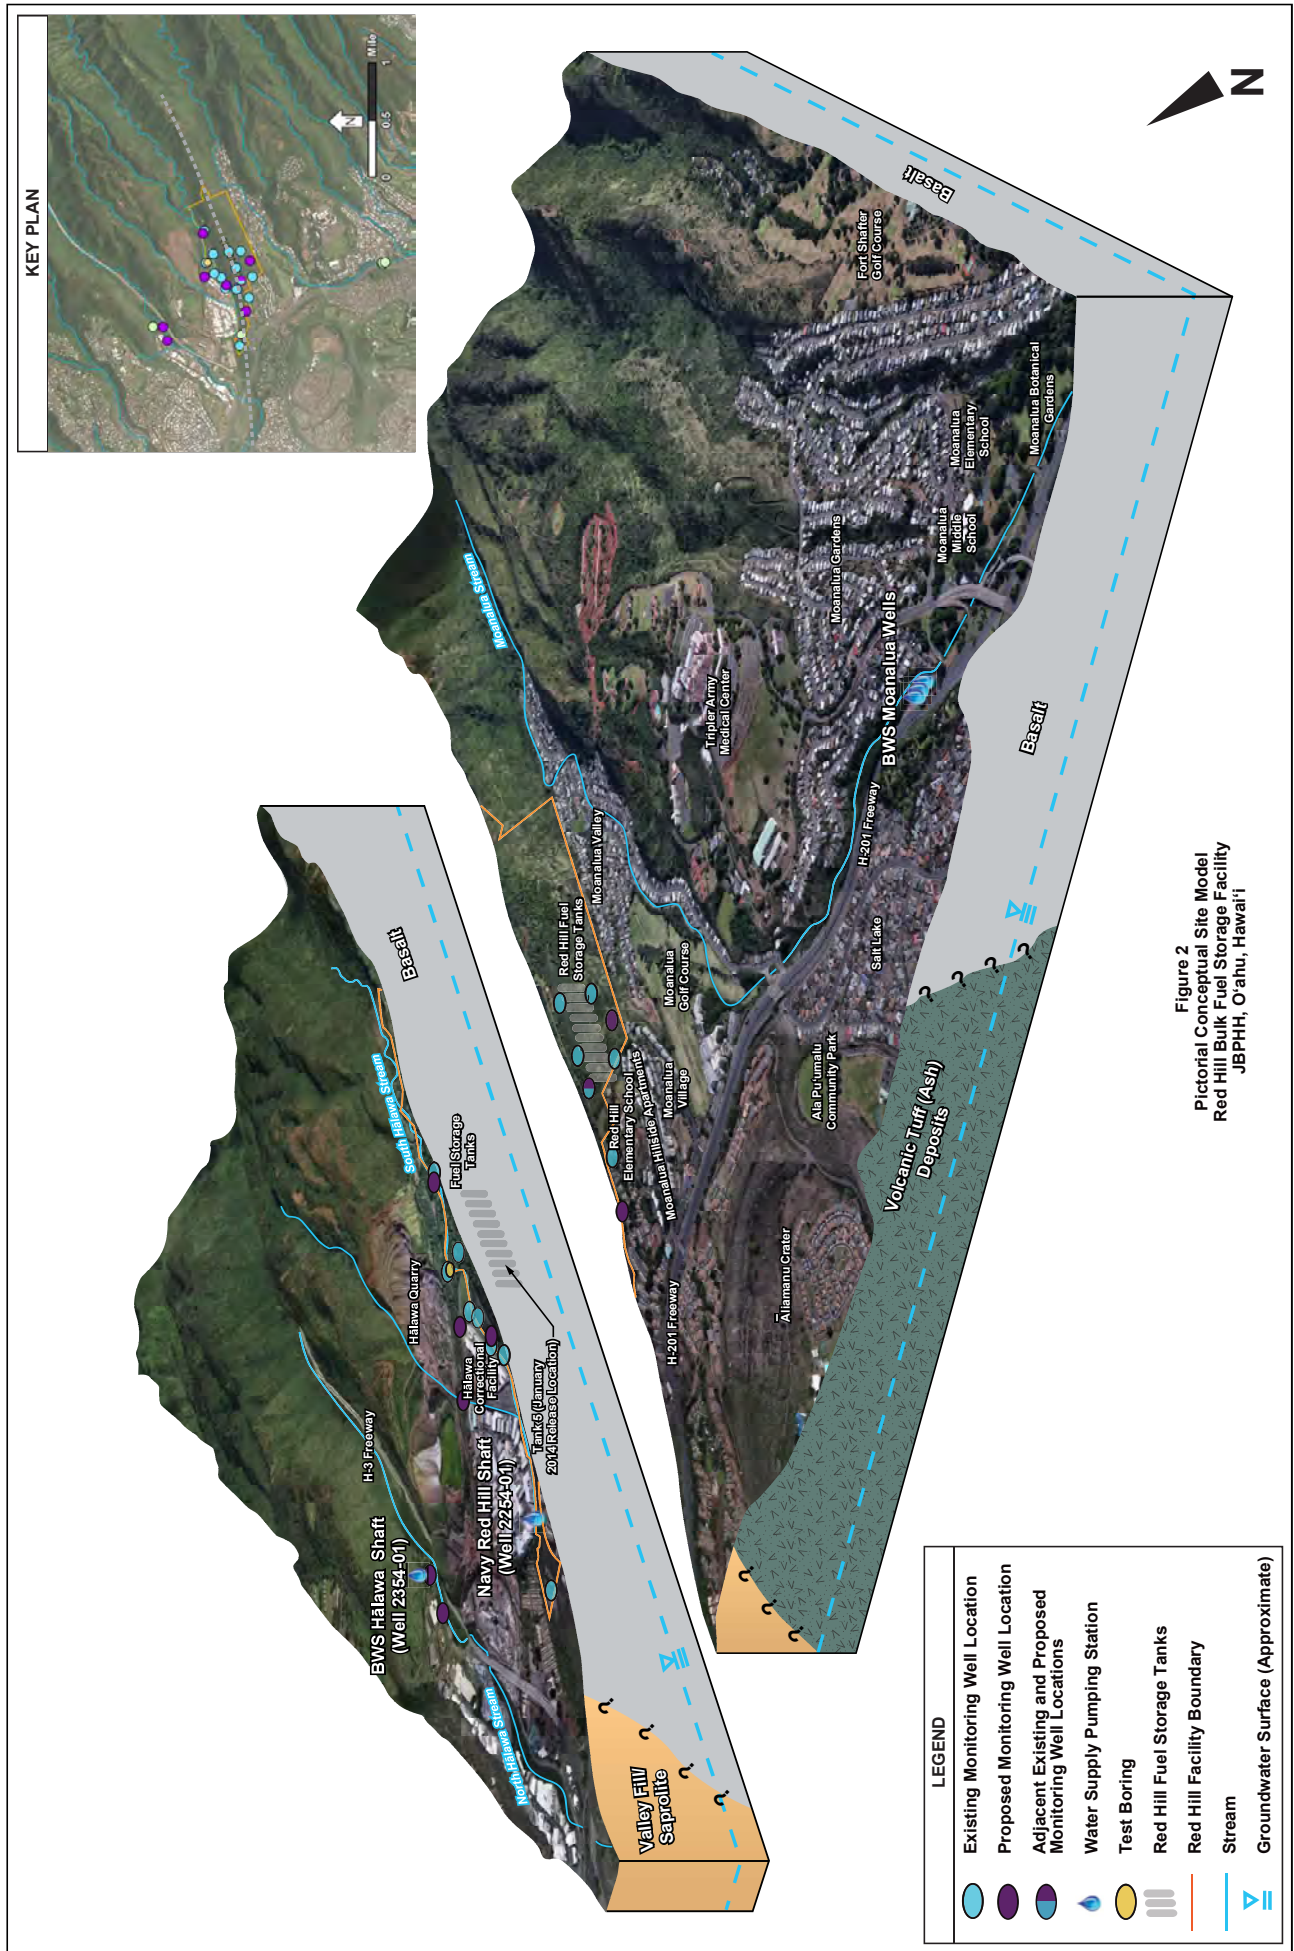 KEY PLAN
N
0
0.5
1
Mile
N
Basalt
South Hālawa Stream
Fuel Storage
Tanks
Hālawa Quarry
Hālawa
Correctional
Facility
Tank 5 (January
2014 Release Location)
H-3 Freeway
BWS Hālawa Shaft
(Well 2354-01)
Navy Red Hill Shaft
(Well 2254-01)
North Hālawa Stream
Valley Fill/
Saprolite
?
?
?
?
Moanalua Stream
Basalt
Fort Shafter
Golf Course
Moanalua Botanical
Gardens
Moanalua
Elementary
School
Moanalua
Middle
School
Moanalua Gardens
Tripler Army
Medical Center
BWS Moanalua Wells
Moanalua Valley
Red Hill Fuel
Storage Tanks
Moanalua
Golf Course
H-201 Freeway
Salt Lake
Red Hill
Elementary School
Moanalua Hillside Apartments
Moanalua
Village
Ala Pu'umalu
Community Park
Āliamanu Crater
H-201 Freeway
Basalt
Volcanic Tuff (Ash)
Deposits
?
?
?
?
?
?
?
Figure 2
Pictorial Conceptual Site Model
Red Hill Bulk Fuel Storage Facility
JBPHH, O'ahu, Hawai'i
LEGEND
Existing Monitoring Well Location
Proposed Monitoring Well Location
Adjacent Existing and Proposed
Monitoring Well Locations
Water Supply Pumping Station
Test Boring
Red Hill Fuel Storage Tanks
Red Hill Facility Boundary
Stream
Groundwater Surface (Approximate)